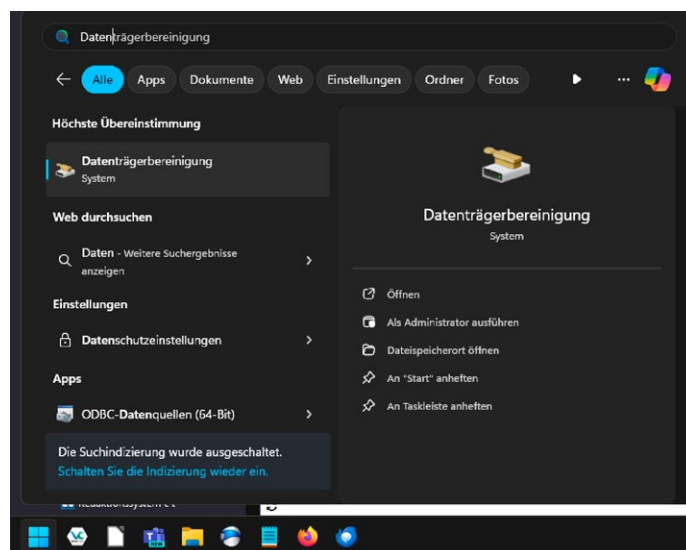 Datenträgerbereinigung
Alle Apps Dokumente Web Einstellungen Ordner Fotos
Höchste Übereinstimmung
Datenträgerbereinigung
System
Web durchsuchen
Daten - Weitere Suchergebnisse
anzeigen
Einstellungen
Datenschutzeinstellungen
Apps
ODBC-Datenquellen (64-Bit)
Die Suchindizierung wurde ausgeschaltet.
Schalten Sie die Indizierung wieder ein.
Datenträgerbereinigung
System
Öffnen
Als Administrator ausführen
Dateispeicherort öffnen
An "Start" anheften
An Taskleiste anheften